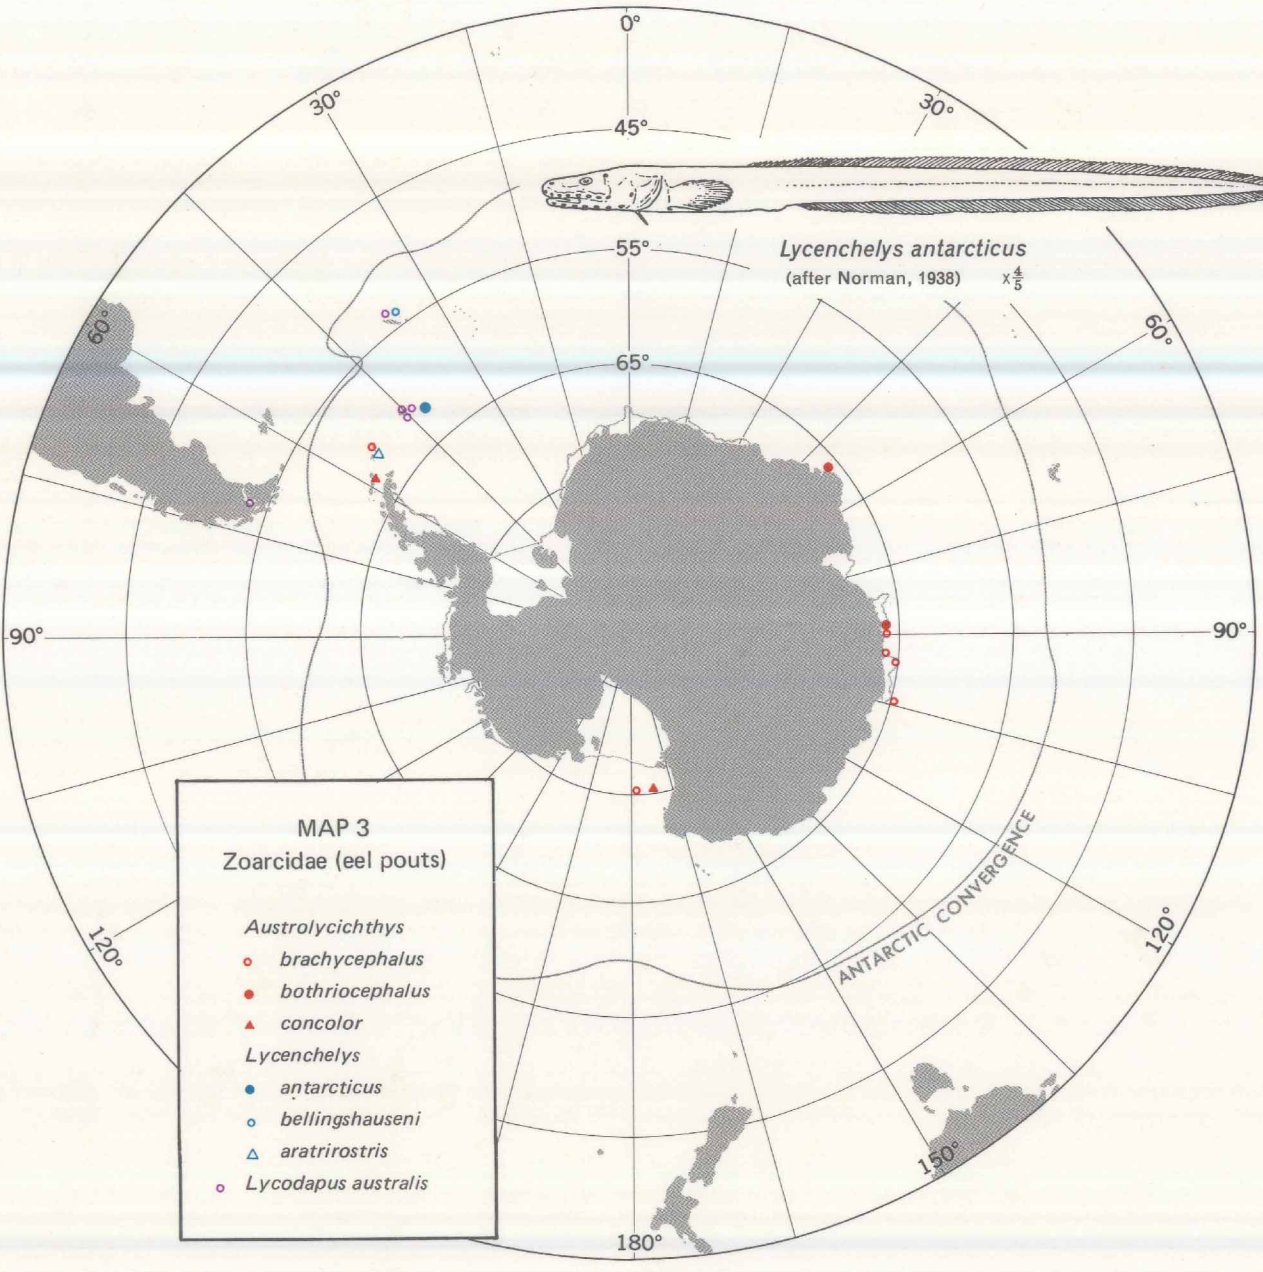 0°
30°
30°
45°
55°
Lycenchelys antarcticus
(after Norman, 1938) x 4/5
60°
60°
65°
90°
90°
MAP 3
Zoarcidae (eel pouts)
Austrolycichthys
brachycephalus
bothriocephalus
concolor
Lycenchelys
antarcticus
bellingshauseni
aratrirostris
Lycodapus australis
ANTARCTIC CONVERGENCE
120°
120°
150°
180°